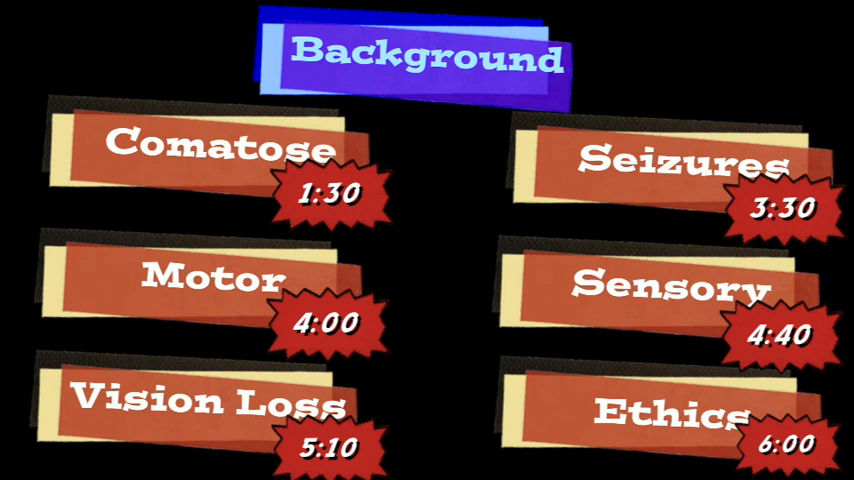 Background
Comatose
1:30
Seizures
3:30
Motor
4:00
Sensory
4:40
Vision Loss
5:10
Ethics
6:00